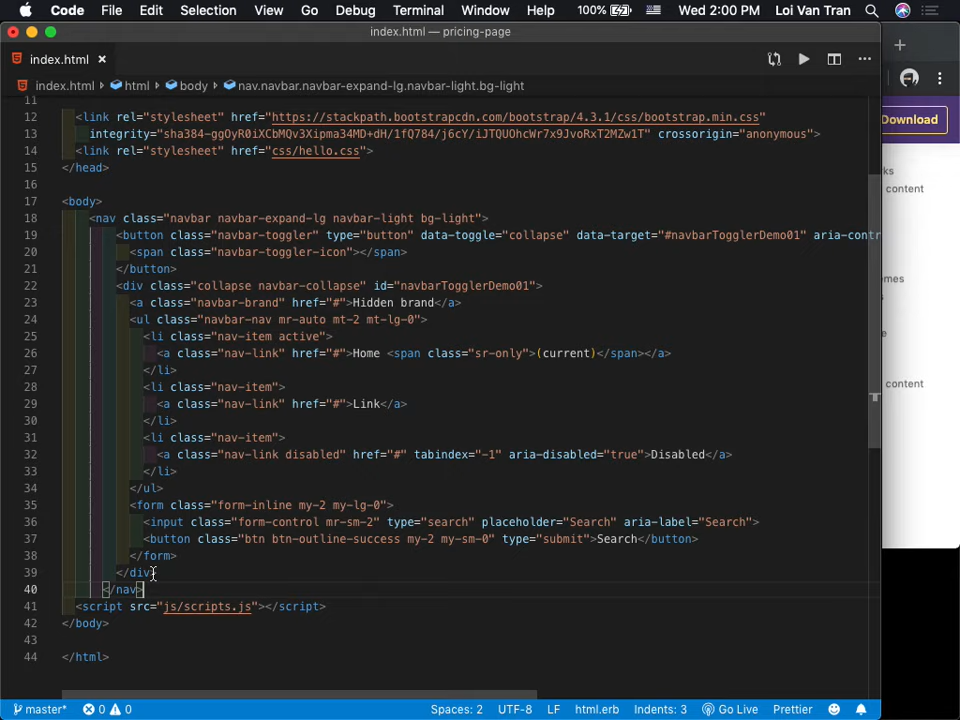 Code File Edit Selection View Go Debug Terminal Window Help 100% Wed 2:00 PM Loi Van Tran
index.html — pricing-page
index.html ×
index.html › html › body › nav.navbar.navbar-expand-lg.navbar-light.bg-light
Download
11
12 <link rel="stylesheet" href="https://stackpath.bootstrapcdn.com/bootstrap/4.3.1/css/bootstrap.min.css"
13 integrity="sha384-ggOyR0iXCbMQv3Xipma34MD+dH/1fQ784/j6cY/iJTQUOhcWr7x9JvoRxT2MZw1T" crossorigin="anonymous">
14 <link rel="stylesheet" href="css/hello.css">
15 </head>
16
17 <body>
18 <nav class="navbar navbar-expand-lg navbar-light bg-light">
19 <button class="navbar-toggler" type="button" data-toggle="collapse" data-target="#navbarTogglerDemo01" aria-contr
20 <span class="navbar-toggler-icon"></span>
21 </button>
22 <div class="collapse navbar-collapse" id="navbarTogglerDemo01">
23 <a class="navbar-brand" href="#">Hidden brand</a>
24 <ul class="navbar-nav mr-auto mt-2 mt-lg-0">
25 <li class="nav-item active">
26 <a class="nav-link" href="#">Home <span class="sr-only">(current)</span></a>
27 </li>
28 <li class="nav-item">
29 <a class="nav-link" href="#">Link</a>
30 </li>
31 <li class="nav-item">
32 <a class="nav-link disabled" href="#" tabindex="-1" aria-disabled="true">Disabled</a>
33 </li>
34 </ul>
35 <form class="form-inline my-2 my-lg-0">
36 <input class="form-control mr-sm-2" type="search" placeholder="Search" aria-label="Search">
37 <button class="btn btn-outline-success my-2 my-sm-0" type="submit">Search</button>
38 </form>
39 </div>
40 </nav>
41 <script src="js/scripts.js"></script>
42 </body>
43
44 </html>
ks
content
emes
s
e
content
master* 0 0 Spaces: 2 UTF-8 LF html.erb Indents: 3 Go Live Prettier